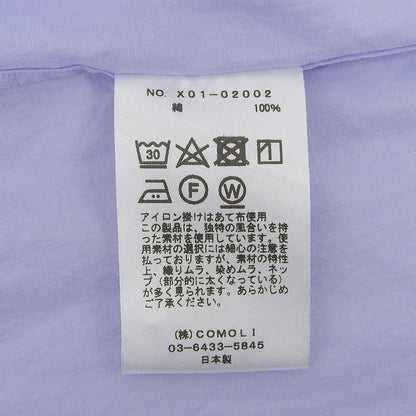 NO. X01-02002
綿 100%
30
F W
アイロン掛けはあて布使用
この製品は、独特の風合いを持っ
た素材を使用しています。使
用素材の選定には細心の注意を
払っておりますが、素材の特性
上、織りムラ、染めムラ、ネッ
プ(部分的に太くなっている)
が多く見られます。あらかじめ
ご了承ください。
(株)COMOLI
03-6433-5845
日本製